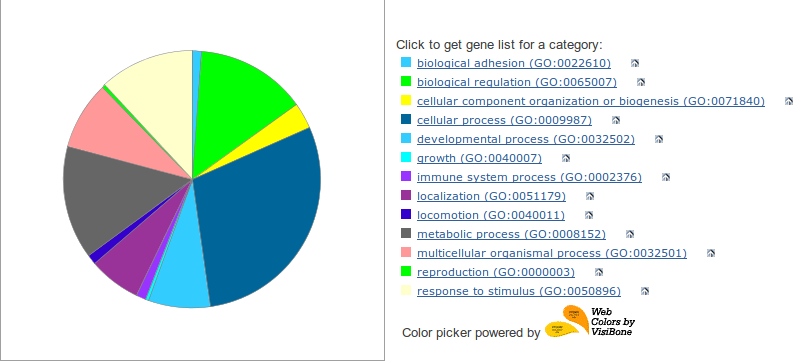 Click to get gene list for a category:
biological adhesion (GO:0022610)
biological regulation (GO:0065007)
cellular component organization or biogenesis (GO:0071840)
cellular process (GO:0009987)
developmental process (GO:0032502)
growth (GO:0040007)
immune system process (GO:0002376)
localization (GO:0051179)
locomotion (GO:0040011)
metabolic process (GO:0008152)
multicellular organismal process (GO:0032501)
reproduction (GO:0000003)
response to stimulus (GO:0050896)
Color picker powered by
Web
Colors by
VisiBone